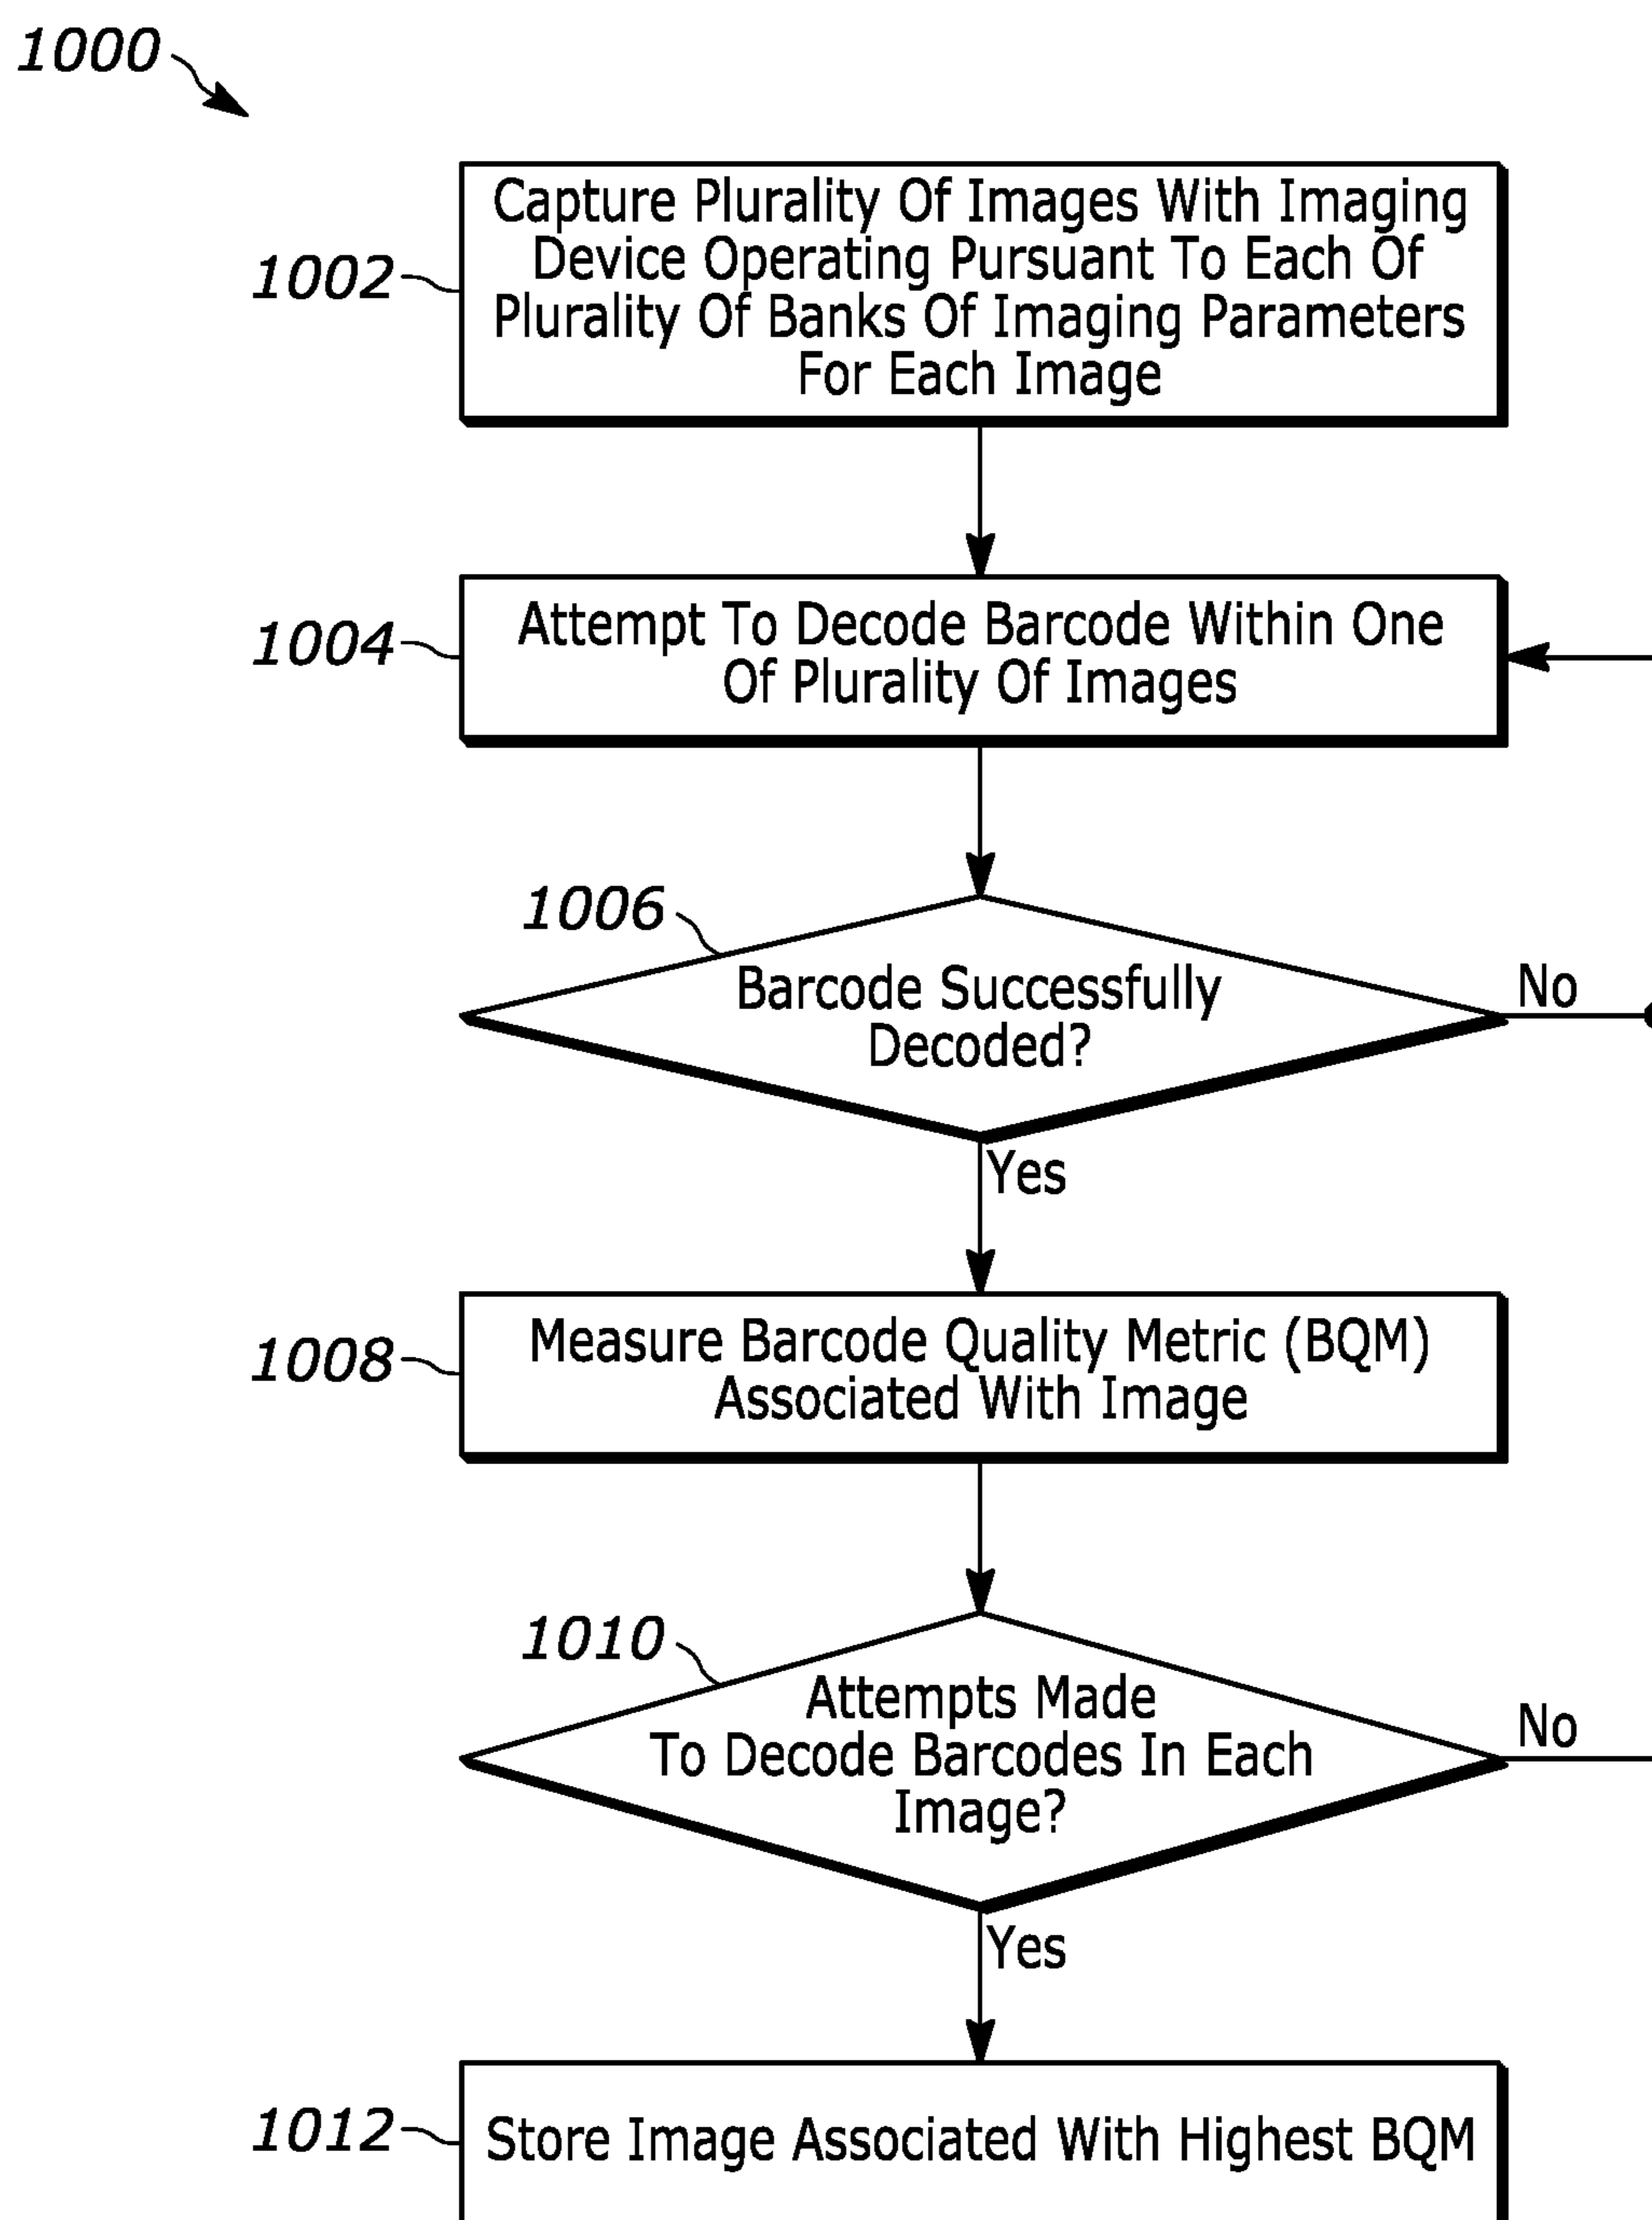 1000
1002
Capture Plurality Of Images With Imaging
Device Operating Pursuant To Each Of
Plurality Of Banks Of Imaging Parameters
For Each Image
1004
Attempt To Decode Barcode Within One
Of Plurality Of Images
1006
Barcode Successfully
Decoded?
No
Yes
1008
Measure Barcode Quality Metric (BQM)
Associated With Image
1010
Attempts Made
To Decode Barcodes In Each
Image?
No
Yes
1012
Store Image Associated With Highest BQM